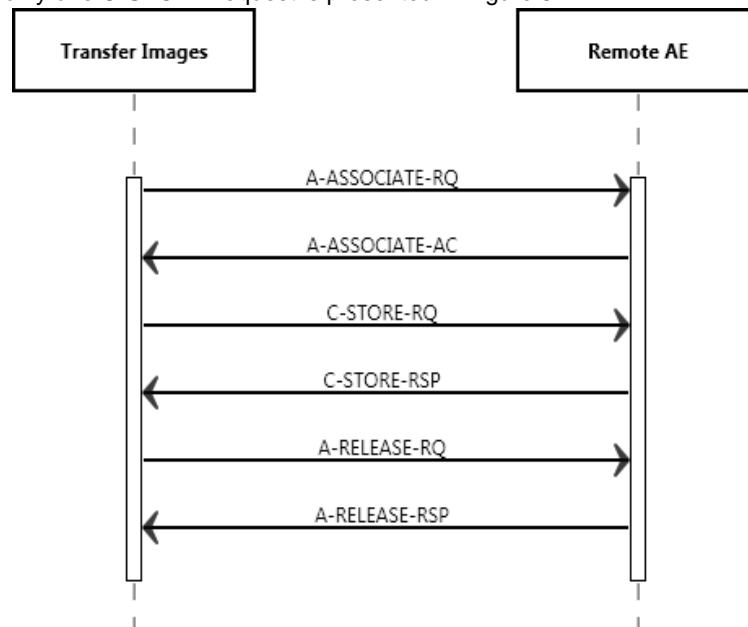 Transfer Images
Remote AE
A-ASSOCIATE-RQ
A-ASSOCIATE-AC
C-STORE-RQ
C-STORE-RSP
A-RELEASE-RQ
A-RELEASE-RSP